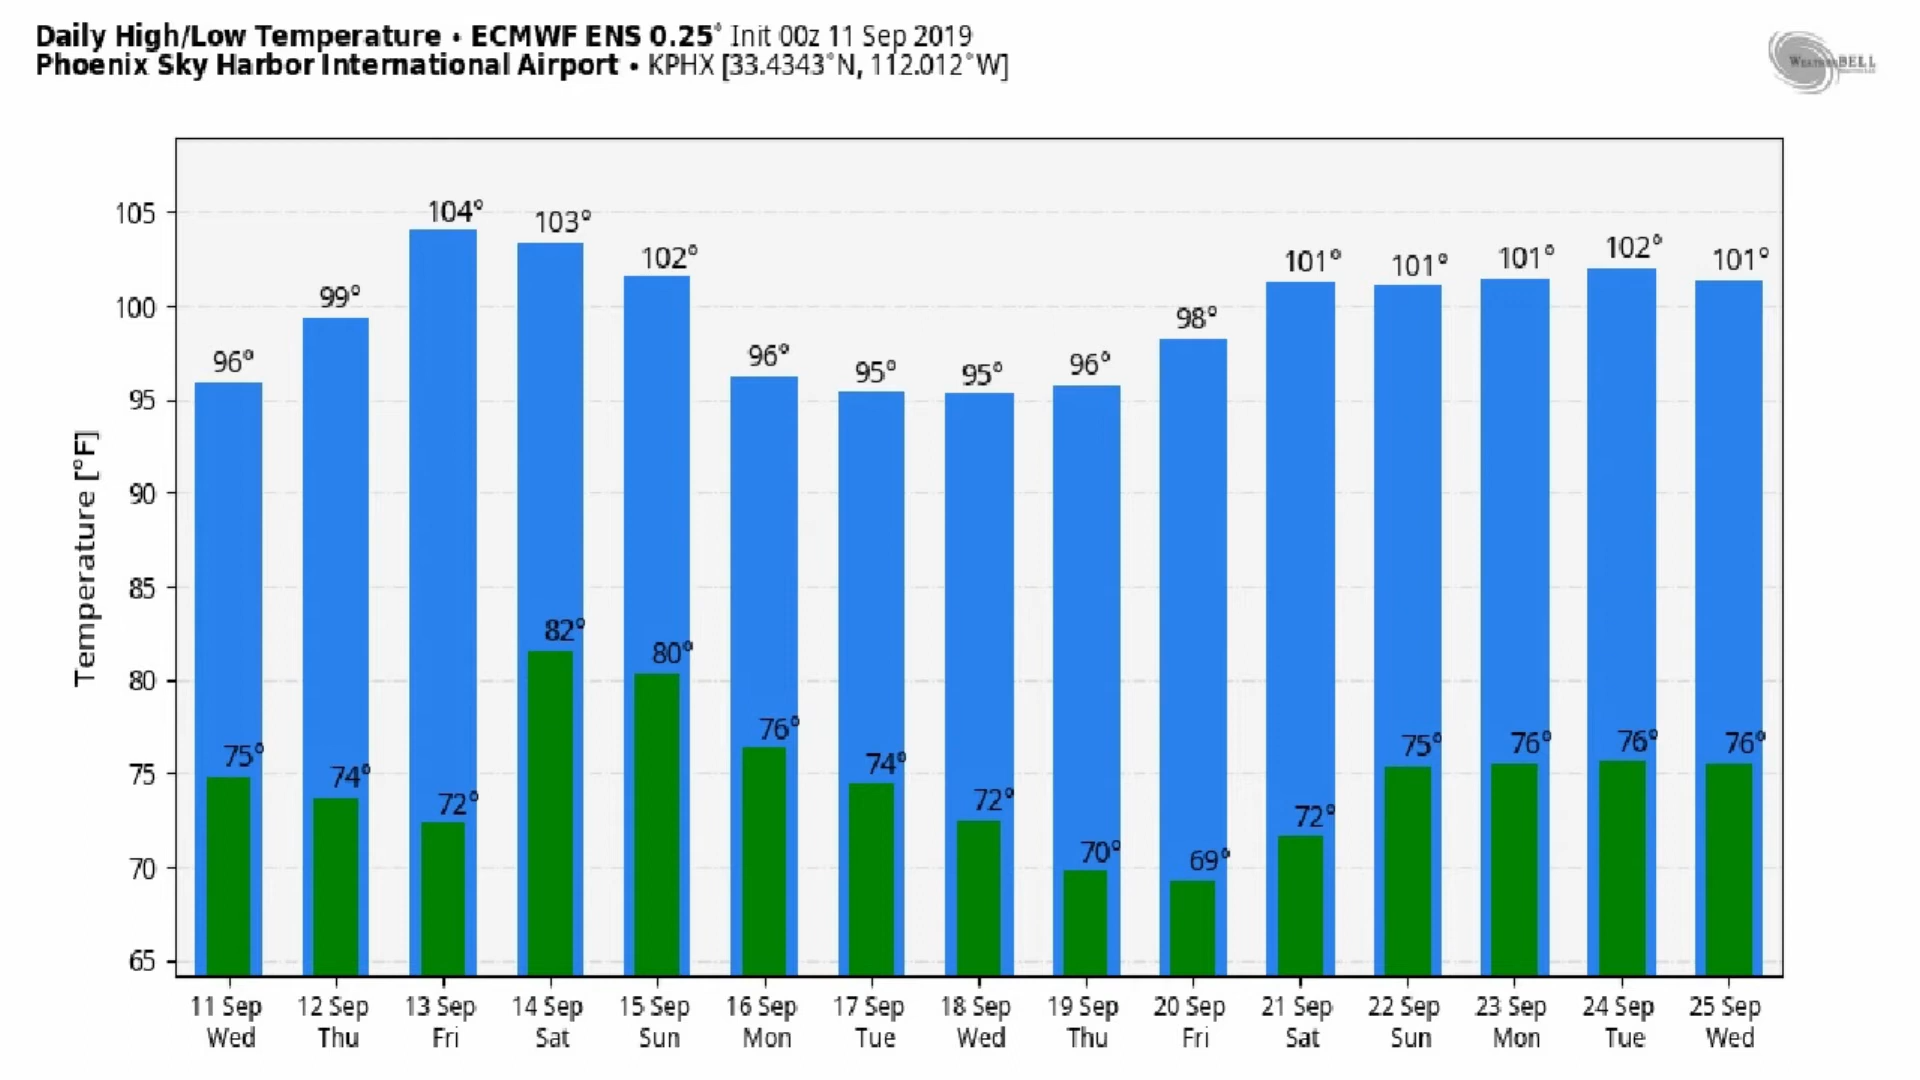 Daily High/Low Temperature • ECMWF ENS 0.25° Init 00z 11 Sep 2019
Phoenix Sky Harbor International Airport • KPHX [33.4343°N, 112.012°W]
WeatherBELL
Temperature [°F]
105
100
95
90
85
80
75
70
65
96° 99° 104° 103° 102° 96° 95° 95° 96° 98° 101° 101° 101° 102° 101°
75° 74° 72° 82° 80° 76° 74° 72° 70° 69° 72° 75° 76° 76° 76°
11 Sep 12 Sep 13 Sep 14 Sep 15 Sep 16 Sep 17 Sep 18 Sep 19 Sep 20 Sep 21 Sep 22 Sep 23 Sep 24 Sep 25 Sep
Wed Thu Fri Sat Sun Mon Tue Wed Thu Fri Sat Sun Mon Tue Wed